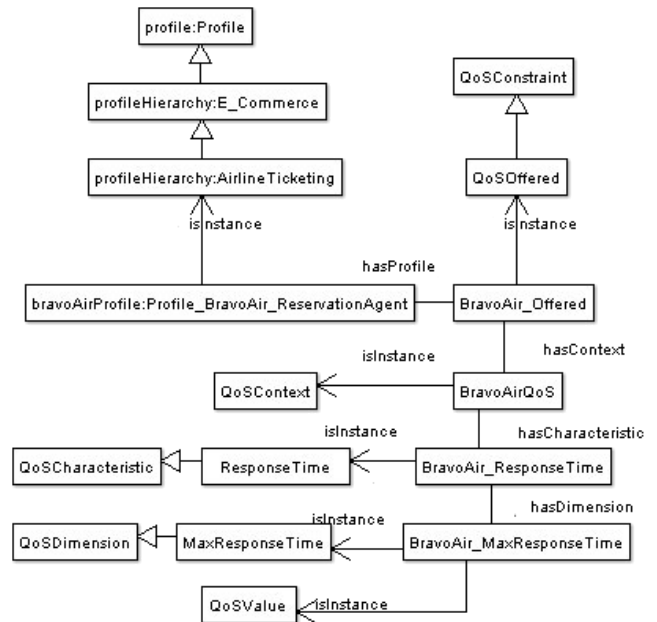 profile:Profile
QoSConstraint
profileHierarchy:E_Commerce
profileHierarchy:AirlineTicketing
QoSOffered
isInstance
isInstance
hasProfile
bravoAirProfile:Profile_BravoAir_ReservationAgent
BravoAir_Offered
hasContext
isInstance
QoSContext
BravoAirQoS
isInstance
hasCharacteristic
QoSCharacteristic
ResponseTime
BravoAir_ResponseTime
hasDimension
isInstance
QoSDimension
MaxResponseTime
BravoAir_MaxResponseTime
QoSValue
isInstance